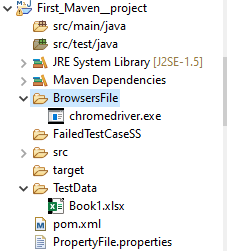 First_Maven__project
src/main/java
src/test/java
JRE System Library [J2SE-1.5]
Maven Dependencies
BrowsersFile
chromedriver.exe
FailedTestCaseSS
src
target
TestData
Book1.xlsx
pom.xml
PropertyFile.properties